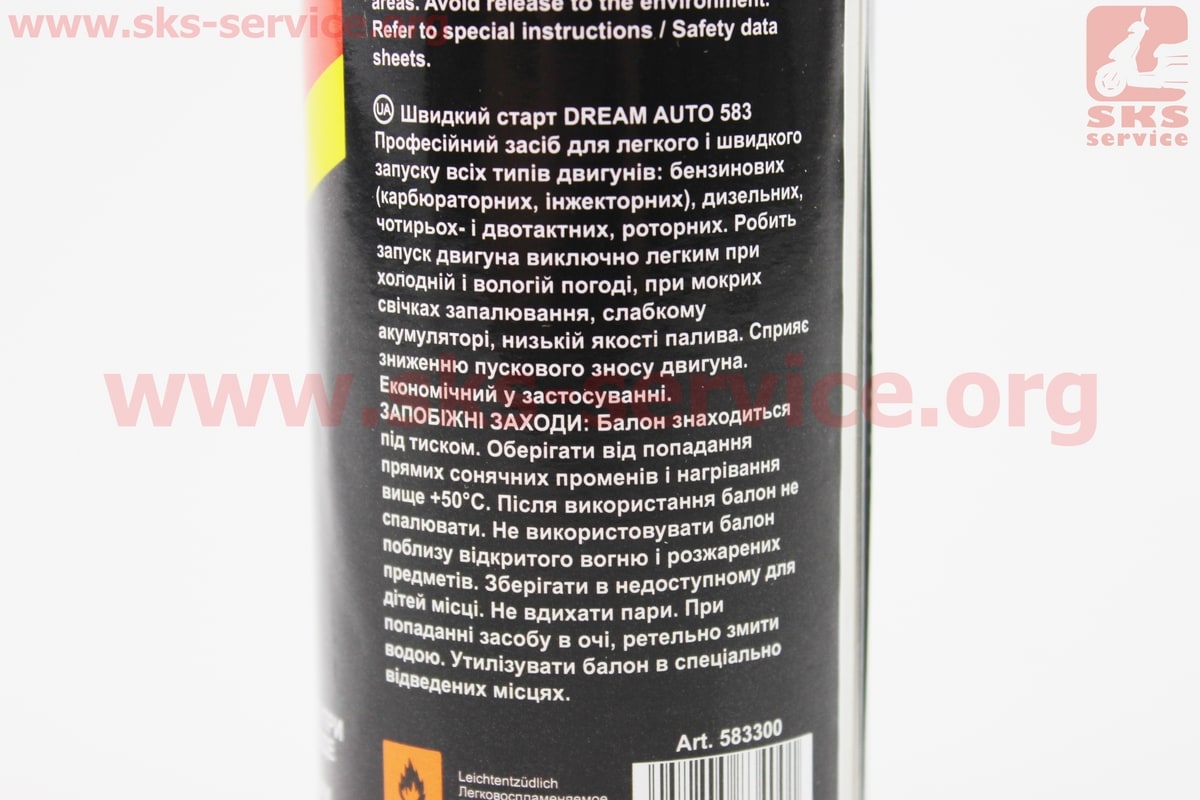 www.sks-service.org
SKS
service
areas. Avoid release to the environment.
Refer to special instructions / Safety data
sheets.
UA Швидкий старт DREAM AUTO 583
Професійний засіб для легкого і швидкого
запуску всіх типів двигунів: бензинових
(карбюраторних, інжекторних), дизельних,
чотирьох- і двотактних, роторних. Робить
запуск двигуна виключно легким при
холодній і вологій погоді, при мокрих
свічках запалювання, слабкому
акумуляторі, низькій якості палива. Сприяє
зниженню пускового зносу двигуна.
Економічний у застосуванні.
www.sks-service.org
ЗАПОБІЖНІ ЗАХОДИ: Балон знаходиться
під тиском. Оберігати від попадання
прямих сонячних променів і нагрівання
вище +50°C. Після використання балон не
спалювати. Не використовувати балон
поблизу відкритого вогню і розжарених
предметів. Зберігати в недоступному для
дітей місці. Не вдихати пари. При
попаданні засобу в очі, ретельно змити
водою. Утилізувати балон в спеціально
відведених місцях.
Art. 583300
Leichtentzüdlich
Легковоспламеняемое